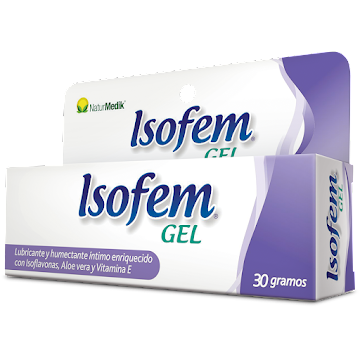 NaturMedik®
Isofem
GEL
Isofem®
GEL
Lubricante y humectante íntimo enriquecido
con Isoflavonas, Aloe vera y Vitamina E
30 gramos